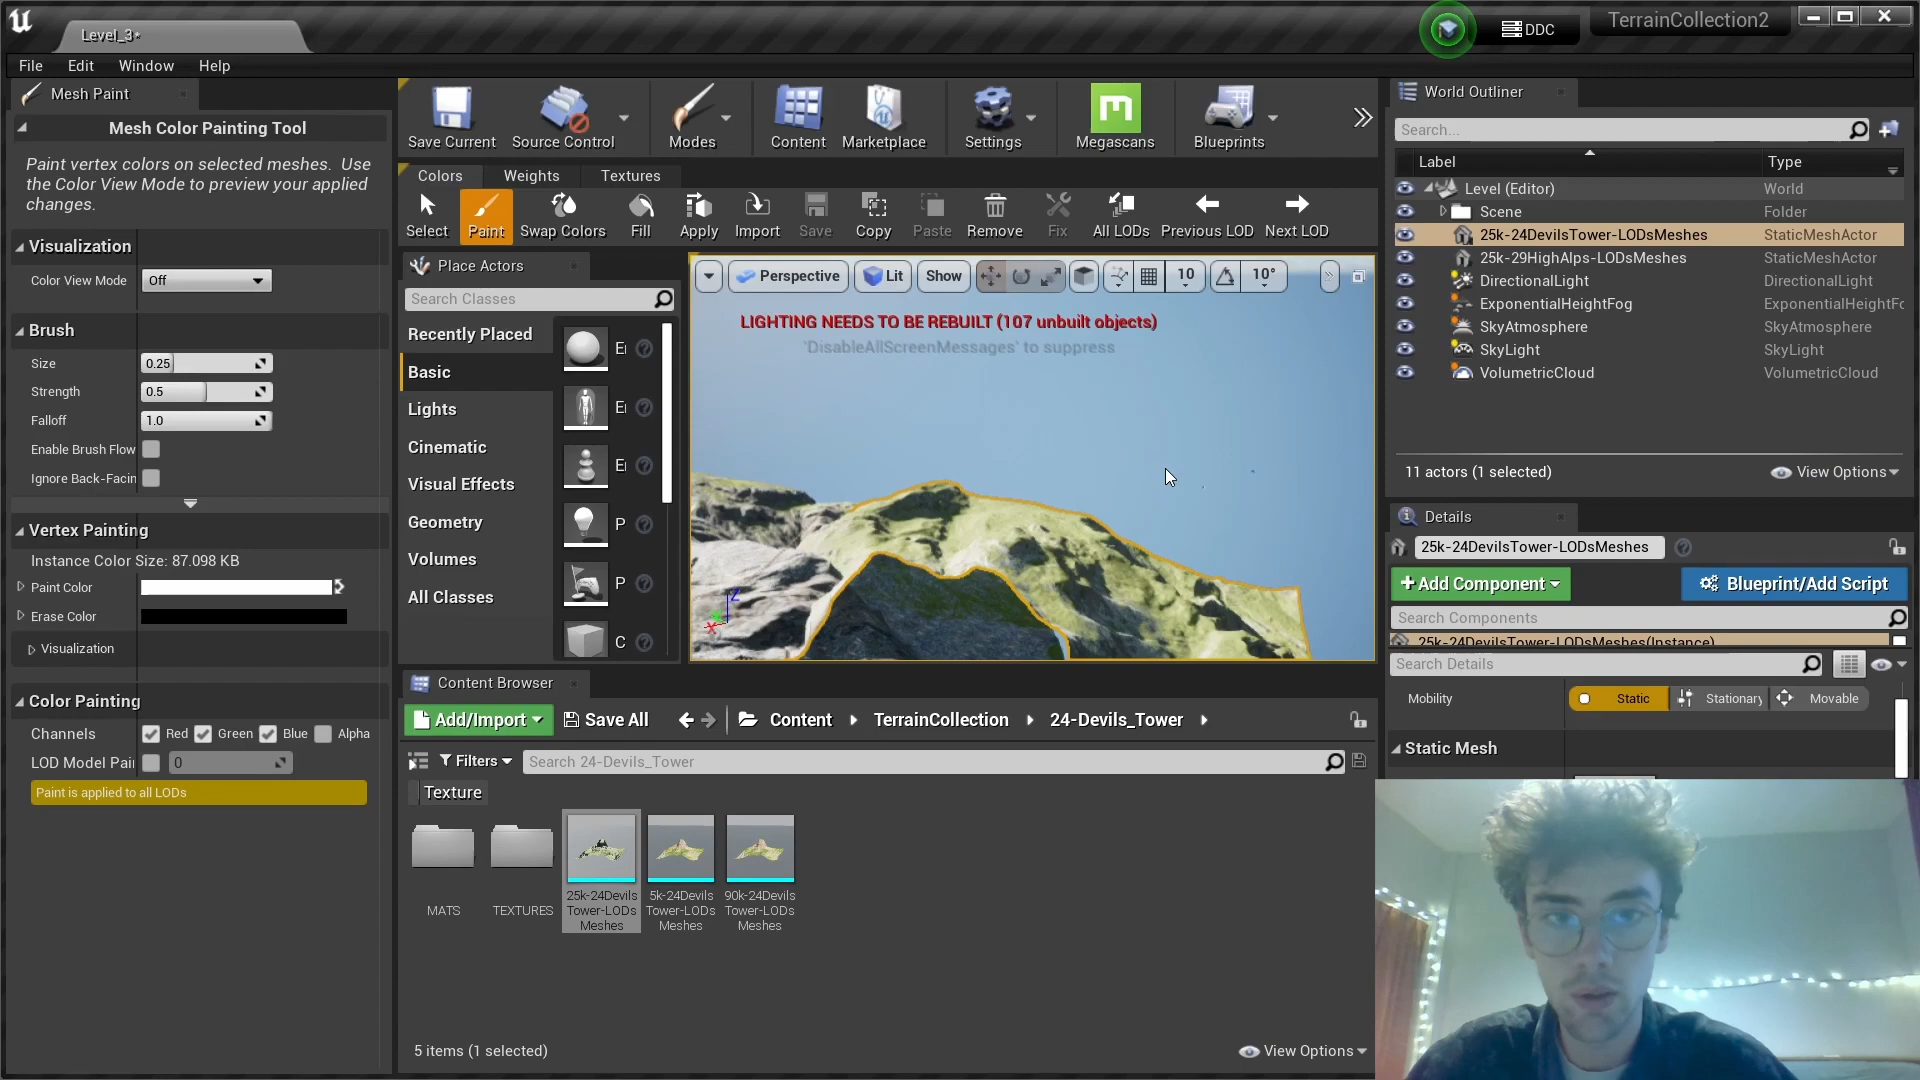 Level_3*
DDC
TerrainCollection2
File Edit Window Help
Mesh Paint
Mesh Color Painting Tool
Paint vertex colors on selected meshes. Use
the Color View Mode to preview your applied
changes.
Visualization
Color View Mode Off
Brush
Size 0.25
Strength 0.5
Falloff 1.0
Enable Brush Flow
Ignore Back-Facin
Vertex Painting
Instance Color Size: 87.098 KB
Paint Color
Erase Color
Visualization
Color Painting
Channels Red Green Blue Alpha
LOD Model Pai 0
Paint is applied to all LODs
Save Current Source Control Modes Content Marketplace Settings Megascans Blueprints
Colors Weights Textures
Select Paint Swap Colors Fill Apply Import Save Copy Paste Remove Fix All LODs Previous LOD Next LOD
Place Actors
Search Classes
Recently Placed
Basic
Lights
Cinematic
Visual Effects
Geometry
Volumes
All Classes
E
E
E
P
P
C
Perspective Lit Show 10 10°
LIGHTING NEEDS TO BE REBUILT (107 unbuilt objects)
'DisableAllScreenMessages' to suppress
Z
X
Content Browser
Add/Import Save All Content TerrainCollection 24-Devils_Tower
Filters Search 24-Devils_Tower
Texture
MATS
TEXTURES
25k-24Devils
Tower-LODs
Meshes
5k-24Devils
Tower-LODs
Meshes
90k-24Devils
Tower-LODs
Meshes
5 items (1 selected) View Options
World Outliner
Search...
Label Type
Level (Editor) World
Scene Folder
25k-24DevilsTower-LODsMeshes StaticMeshActor
25k-29HighAlps-LODsMeshes StaticMeshActor
DirectionalLight DirectionalLight
ExponentialHeightFog ExponentialHeightFo
SkyAtmosphere SkyAtmosphere
SkyLight SkyLight
VolumetricCloud VolumetricCloud
11 actors (1 selected) View Options
Details
25k-24DevilsTower-LODsMeshes
Add Component Blueprint/Add Script
Search Components
25k-24DevilsTower-LODsMeshes(Instance)
Search Details
Mobility Static Stationary Movable
Static Mesh